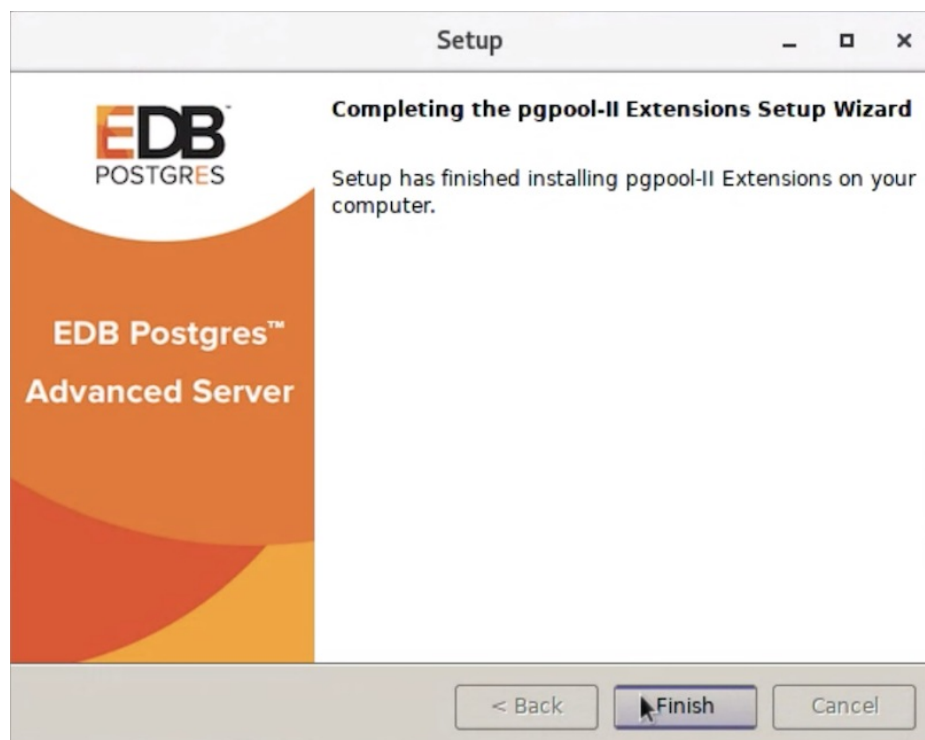 Setup
EDB™
POSTGRES
EDB Postgres™
Advanced Server
Completing the pgpool-II Extensions Setup Wizard
Setup has finished installing pgpool-II Extensions on your
computer.
< Back
Finish
Cancel